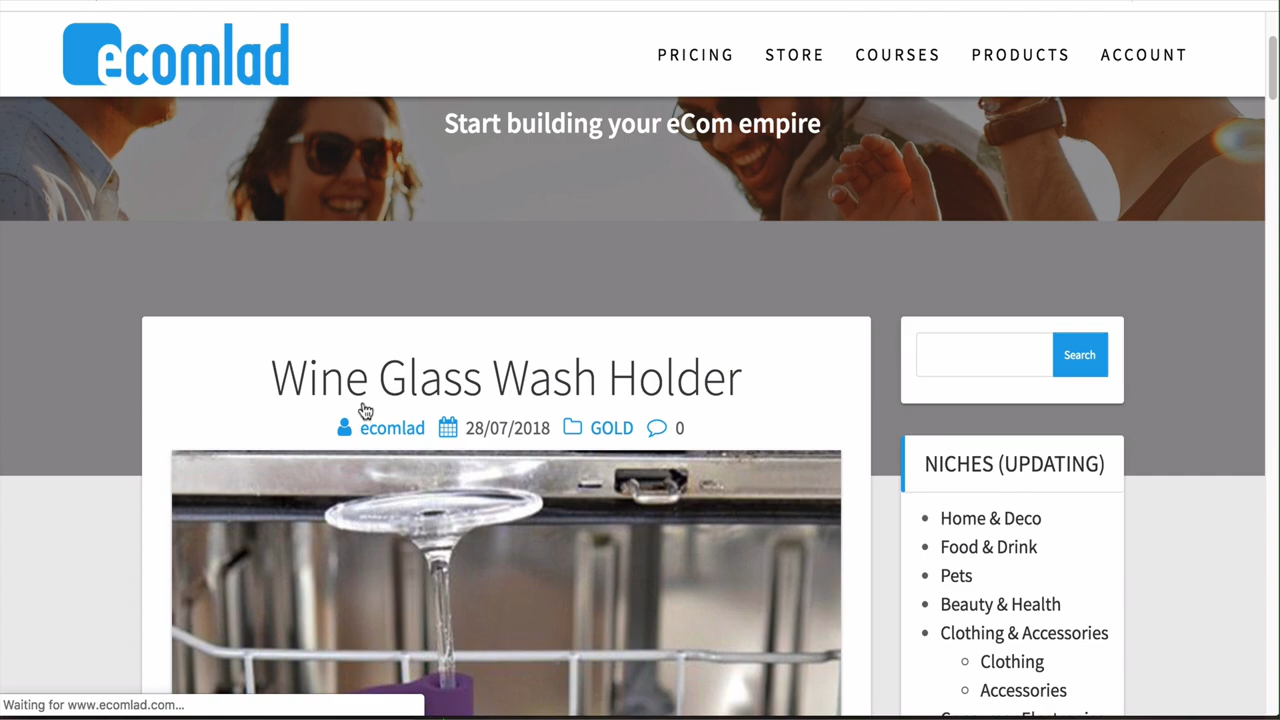 ecomlad
PRICING STORE COURSES PRODUCTS ACCOUNT
Start building your eCom empire
Wine Glass Wash Holder
ecomlad 28/07/2018 GOLD 0
Search
NICHES (UPDATING)
Home & Deco
Food & Drink
Pets
Beauty & Health
Clothing & Accessories
Clothing
Accessories
Waiting for www.ecomlad.com...